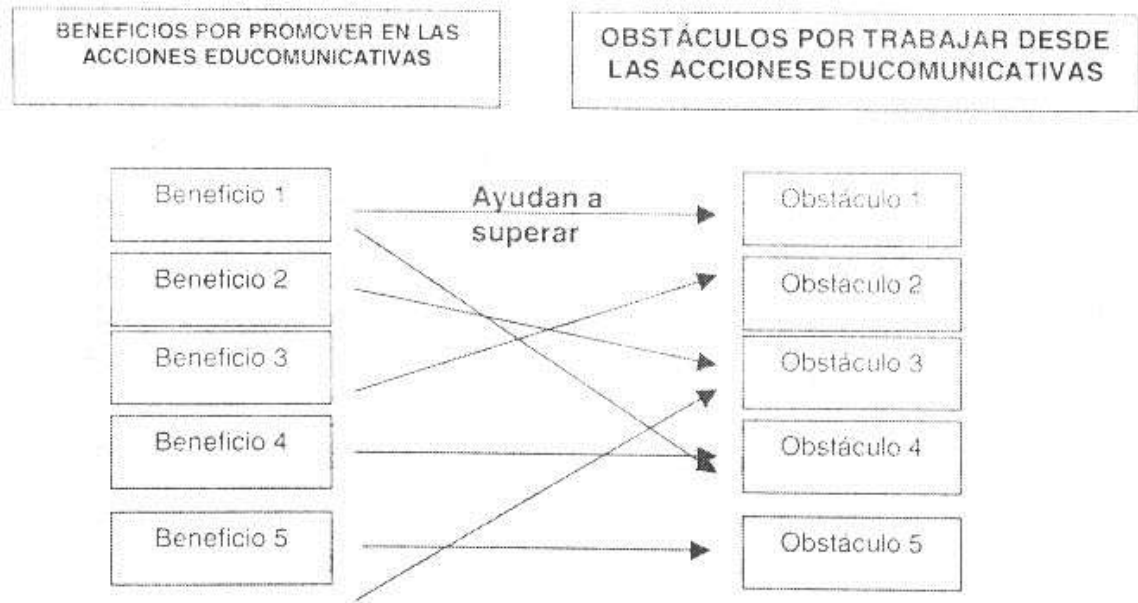 BENEFICIOS POR PROMOVER EN LAS
ACCIONES EDUCOMUNICATIVAS
OBSTÁCULOS POR TRABAJAR DESDE
LAS ACCIONES EDUCOMUNICATIVAS
Beneficio 1
Beneficio 2
Beneficio 3
Beneficio 4
Beneficio 5
Ayudan a
superar
Obstáculo 1
Obstáculo 2
Obstáculo 3
Obstáculo 4
Obstáculo 5